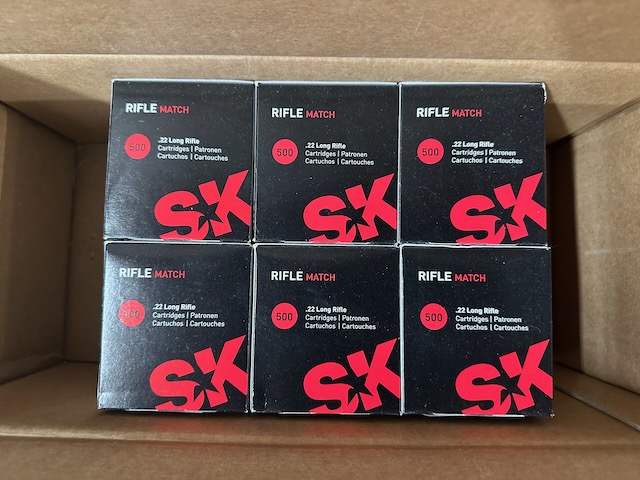 RIFLE MATCH
500
.22 Long Rifle
Cartridges | Patronen
Cartuchos | Cartouches
SK
RIFLE MATCH
500
.22 Long Rifle
Cartridges | Patronen
Cartuchos | Cartouches
SK
RIFLE MATCH
500
.22 Long Rifle
Cartridges | Patronen
Cartuchos | Cartouches
SK
RIFLE MATCH
500
.22 Long Rifle
Cartridges | Patronen
Cartuchos | Cartouches
SK
RIFLE MATCH
500
.22 Long Rifle
Cartridges | Patronen
Cartuchos | Cartouches
SK
RIFLE MATCH
500
.22 Long Rifle
Cartridges | Patronen
Cartuchos | Cartouches
SK